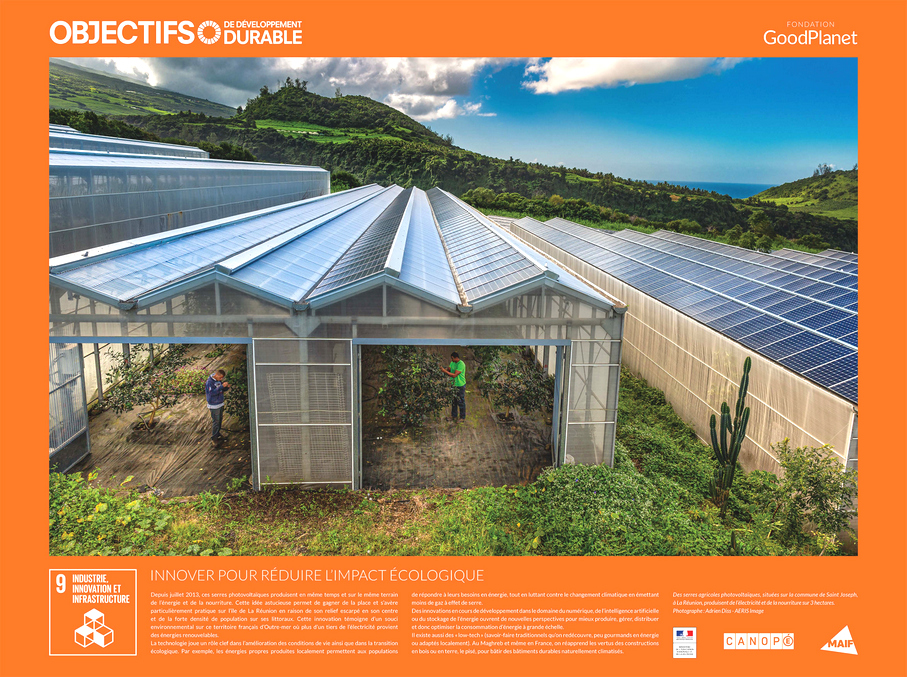 OBJECTIFS
DE DÉVELOPPEMENT
DURABLE
FONDATION
GoodPlanet
9 INDUSTRIE,
INNOVATION ET
INFRASTRUCTURE
INNOVER POUR RÉDUIRE L'IMPACT ÉCOLOGIQUE
Depuis juillet 2013, ces serres photovoltaïques produisent en même temps et sur le même terrain
de l'énergie et de la nourriture. Cette idée astucieuse permet de gagner de la place et s'avère
particulièrement pratique sur l'île de La Réunion en raison de son relief escarpé en son centre
et de la forte densité de population sur ses littoraux. Cette innovation témoigne d'un souci
environnemental sur ce territoire français d'Outre-mer où plus d'un tiers de l'électricité provient
des énergies renouvelables.
La technologie joue un rôle clef dans l'amélioration des conditions de vie ainsi que dans la transition
écologique. Par exemple, les énergies propres produites localement permettent aux populations
de répondre à leurs besoins en énergie, tout en luttant contre le changement climatique en émettant
moins de gaz à effet de serre.
Des innovations en cours de développement dans le domaine du numérique, de l'intelligence artificielle
ou du stockage de l'énergie ouvrent de nouvelles perspectives pour mieux produire, gérer, distribuer
et donc optimiser la consommation d'énergie à grande échelle.
Il existe aussi des «low-tech» (savoir-faire traditionnels qu'on redécouvre, peu gourmands en énergie
ou adaptés localement). Au Maghreb et même en France, on réapprend les vertus des constructions
en bois ou en terre, le pisé, pour bâtir des bâtiments durables naturellement climatisés.
Des serres agricoles photovoltaïques, situées sur la commune de Saint Joseph,
à La Réunion, produisent de l'électricité et de la nourriture sur 3 hectares.
Photographe: Adrien Diss - AERIS image
CANOPÉ
MAIF